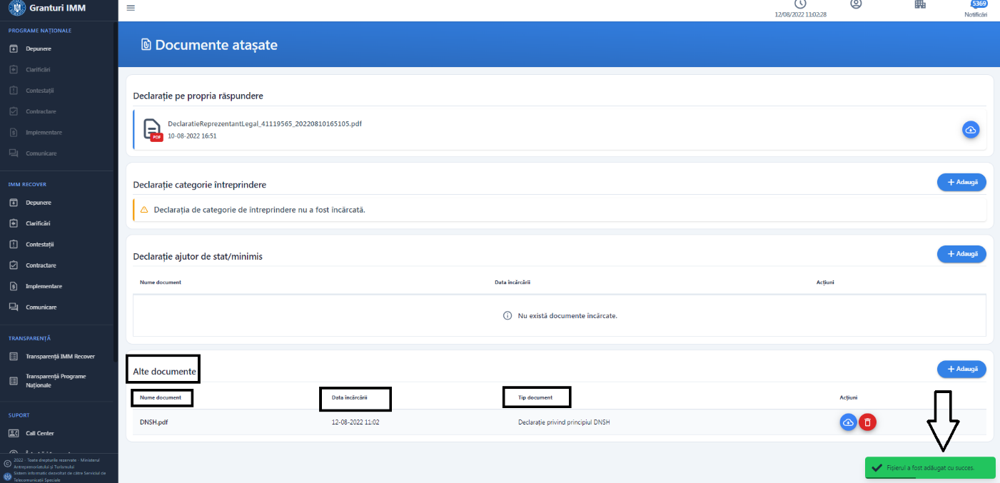 Granturi IMM
12/08/2022 11:02:28
5369
Notificări
PROGRAME NAȚIONALE
Depunere
Clarificări
Contestații
Contractare
Implementare
Comunicare
IMM RECOVER
Depunere
Clarificări
Contestații
Contractare
Implementare
Comunicare
TRANSPARENȚĂ
Transparență IMM Recover
Transparență Programe
Naționale
SUPORT
Call Center
2022 - Toate drepturile rezervate - Ministerul
Antreprenoriatului și Turismului
Sistem informatic dezvoltat de către Serviciul de
Telecomunicații Speciale
Documente atașate
Declarație pe propria răspundere
DeclaratieReprezentantLegal_41119565_20220810165105.pdf
PDF
10-08-2022 16:51
Declarație categorie întreprindere
+ Adaugă
Declarația de categorie de întreprindere nu a fost încărcată.
Declarație ajutor de stat/minimis
+ Adaugă
Nume document Data încărcării Acțiuni
Nu există documente încărcate.
Alte documente
+ Adaugă
Nume document Data încărcării Tip document Acțiuni
DNSH.pdf 12-08-2022 11:02 Declarație privind principiul DNSH
Fișierul a fost adăugat cu succes.